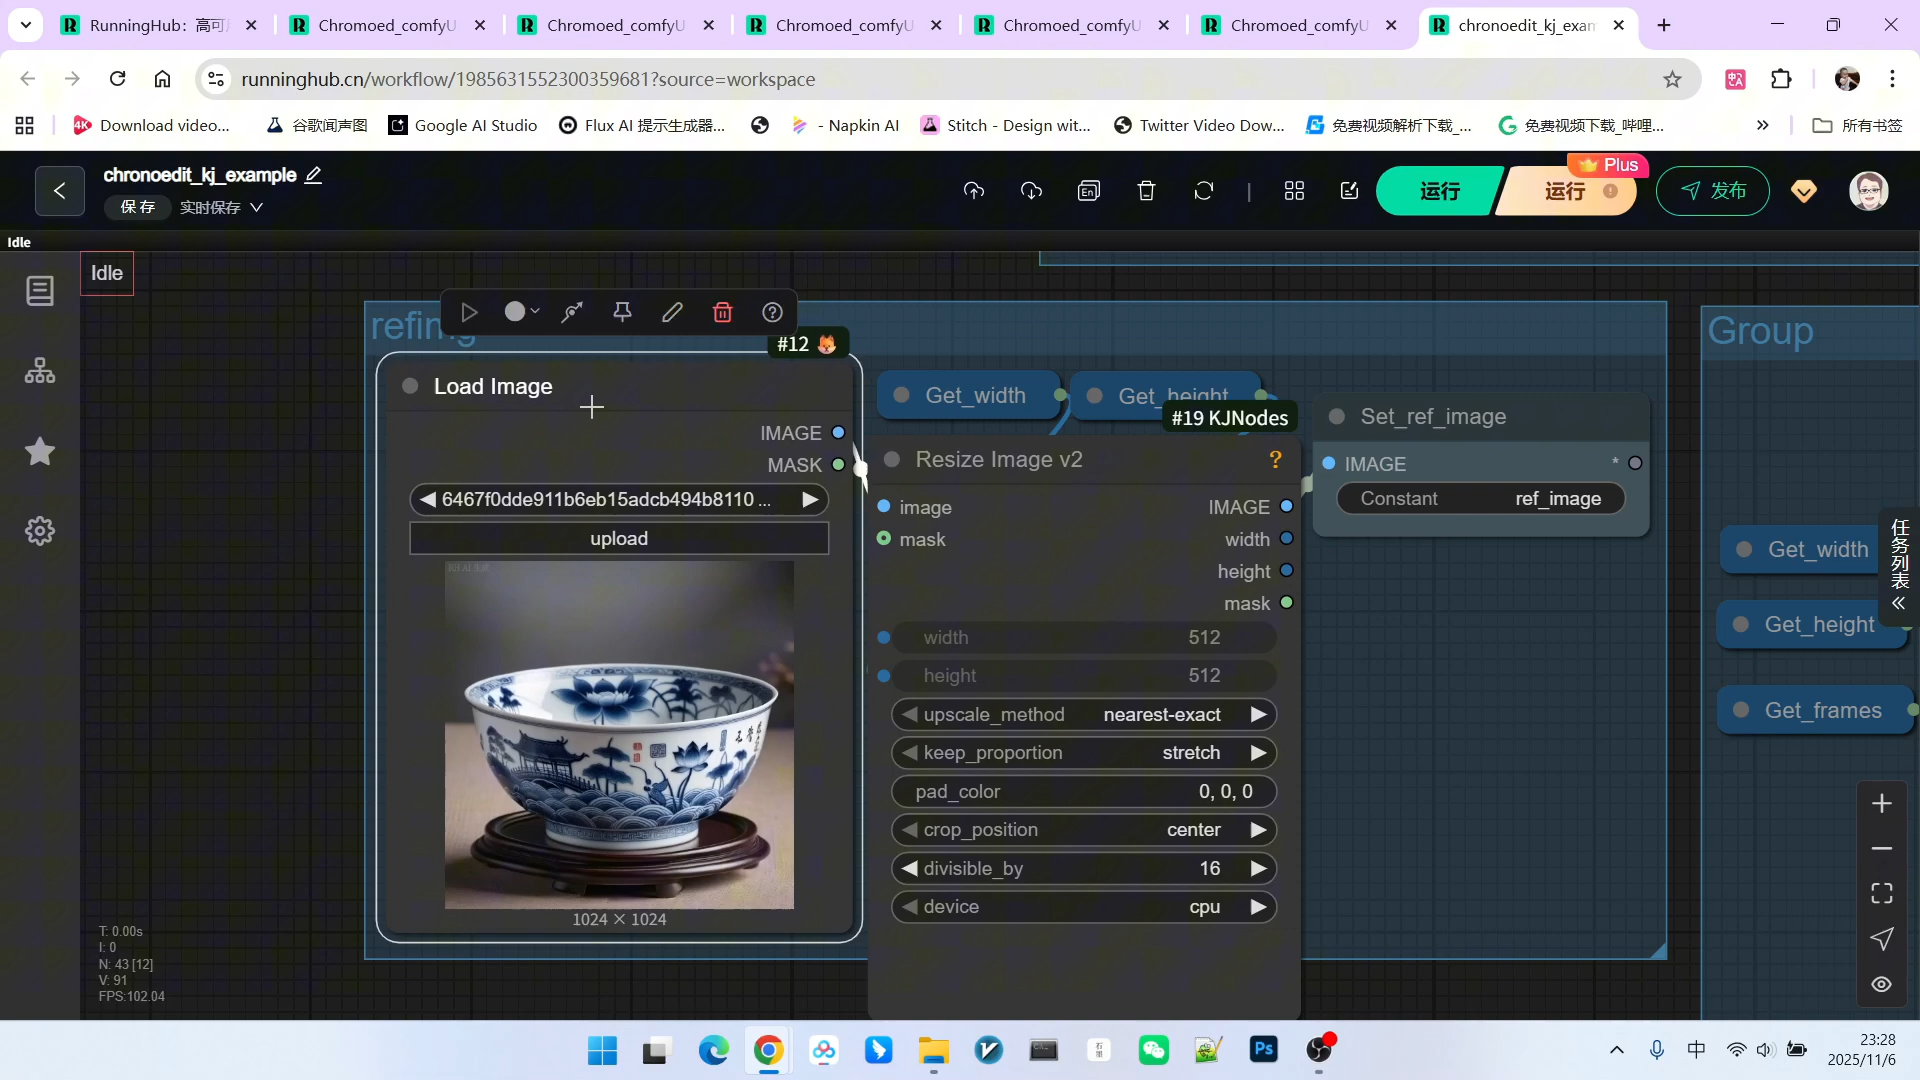 RunningHub：高可
Chromoed_comfyU
Chromoed_comfyU
Chromoed_comfyU
Chromoed_comfyU
Chromoed_comfyU
chronoedit_kj_exam
runninghub.cn/workflow/1985631552300359681?source=workspace
Download video...
谷歌闻声图
Google AI Studio
Flux AI 提示生成器...
- Napkin AI
Stitch - Design wit...
Twitter Video Dow...
免费视频解析下载_...
免费视频下载_哔哩...
所有书签
chronoedit_kj_example
保存
实时保存
En
运行
运行
Plus
发布
Idle
Idle
refining
#12
Load Image
IMAGE
MASK
6467f0dde911b6eb15adcb494b8110 ...
upload
1024 × 1024
Get_width
Get_height
#19 KJNodes
Resize Image v2
?
image
IMAGE
mask
width
height
mask
width 512
height 512
upscale_method nearest-exact
keep_proportion stretch
pad_color 0, 0, 0
crop_position center
divisible_by 16
device cpu
Set_ref_image
IMAGE *
Constant ref_image
Group
Get_width
Get_height
Get_frames
任务列表
T: 0.00s
I: 0
N: 43 [12]
V: 91
FPS:102.04
Ps
中
23:28
2025/11/6